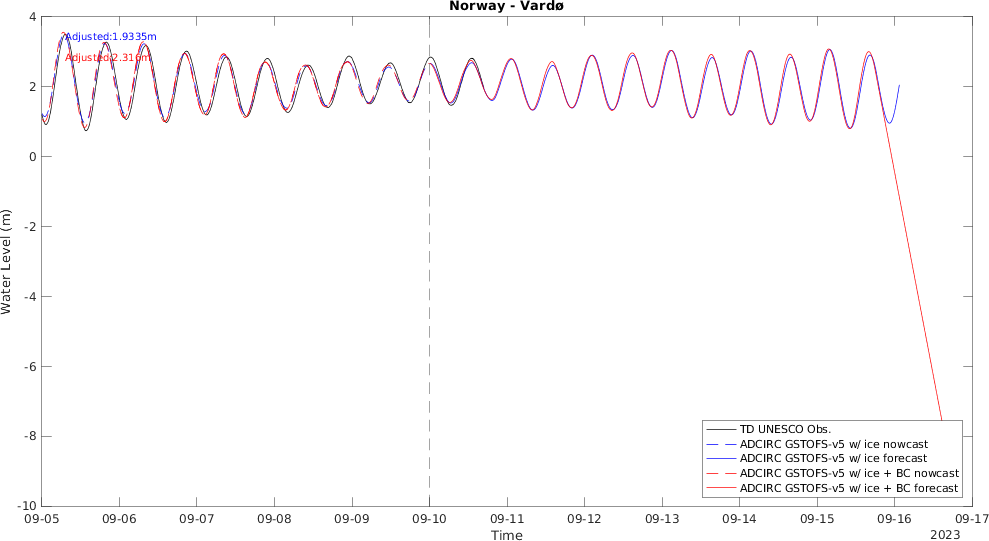 Norway - Vardø
Adjusted:1.9335m
Adjusted:2.316m
Water Level (m)
4
2
0
-2
-4
-6
-8
-10
TD UNESCO Obs.
ADCIRC GSTOFS-v5 w/ ice nowcast
ADCIRC GSTOFS-v5 w/ ice forecast
ADCIRC GSTOFS-v5 w/ ice + BC nowcast
ADCIRC GSTOFS-v5 w/ ice + BC forecast
09-05 09-06 09-07 09-08 09-09 09-10 09-11 09-12 09-13 09-14 09-15 09-16 09-17
Time
2023